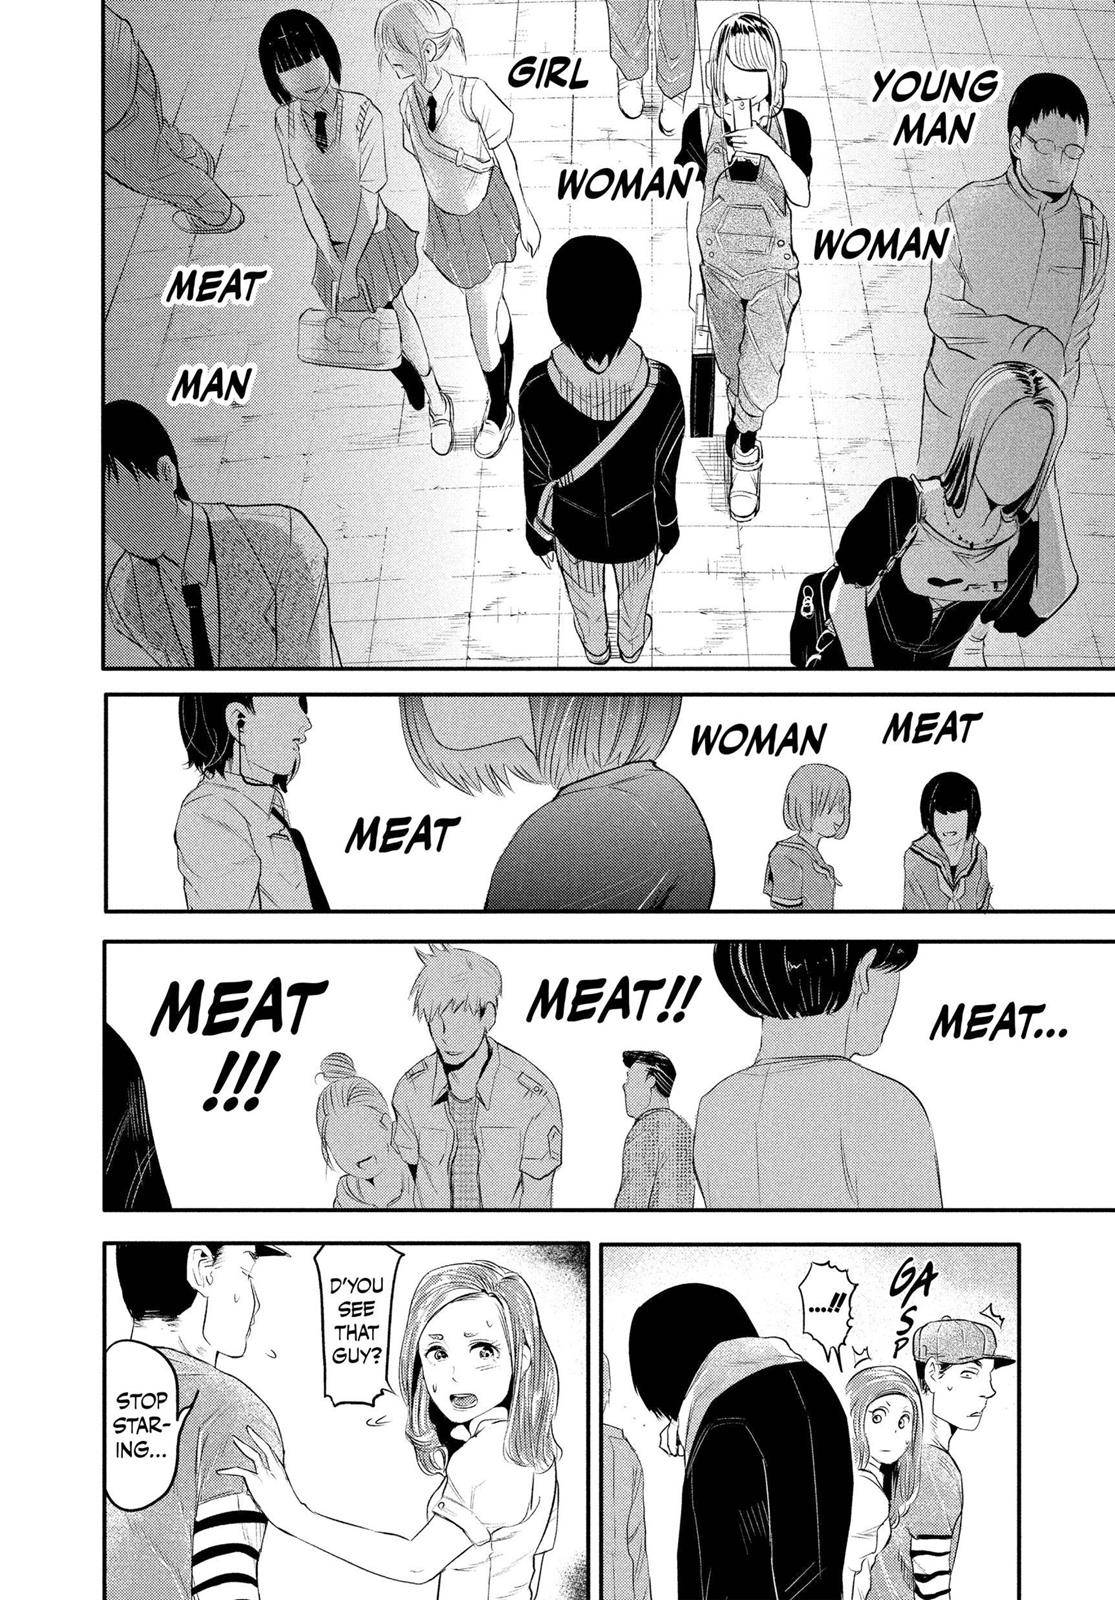 YOUNG
MAN
WOMAN
GIRL
WOMAN
MEAT
MAN
MEAT
WOMAN
MEAT
MEAT...
MEAT!!
MEAT
!!!
GASP
....!!
D'YOU
SEE
THAT
GUY?
STOP
STAR-
ING...